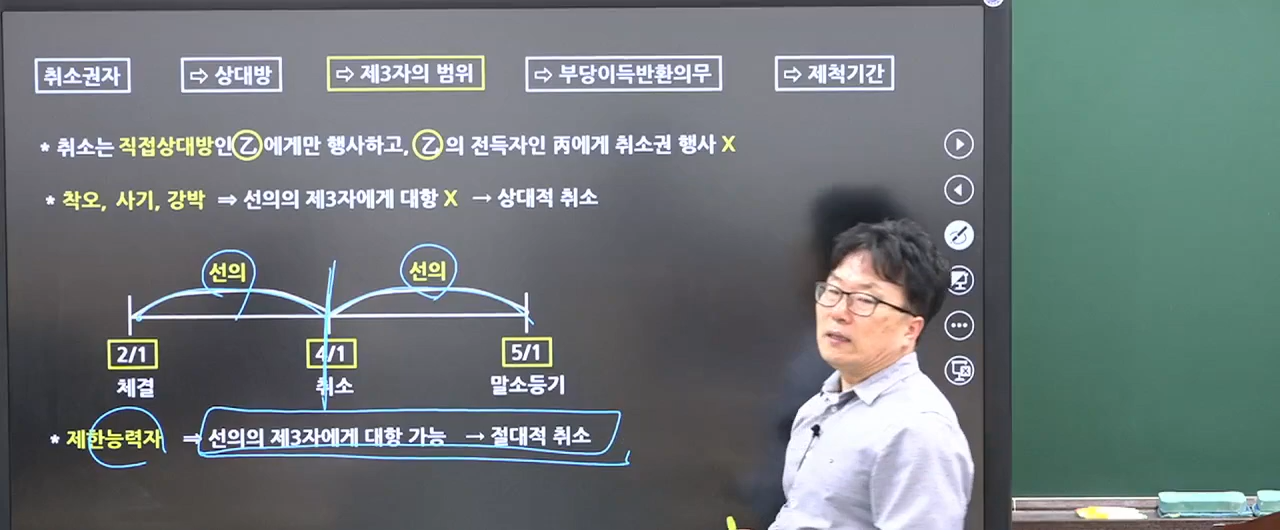 취소권자 ⇨ 상대방 ⇨ 제3자의 범위 ⇨ 부당이득반환의무 ⇨ 제척기간
* 취소는 직접상대방인 乙에게만 행사하고, 乙의 전득자인 丙에게 취소권 행사 X
* 착오, 사기, 강박 ⇒ 선의의 제3자에게 대항 X → 상대적 취소
선의 선의
2/1 4/1 5/1
체결 취소 말소등기
* 제한능력자 ⇒ 선의의 제3자에게 대항 가능 → 절대적 취소